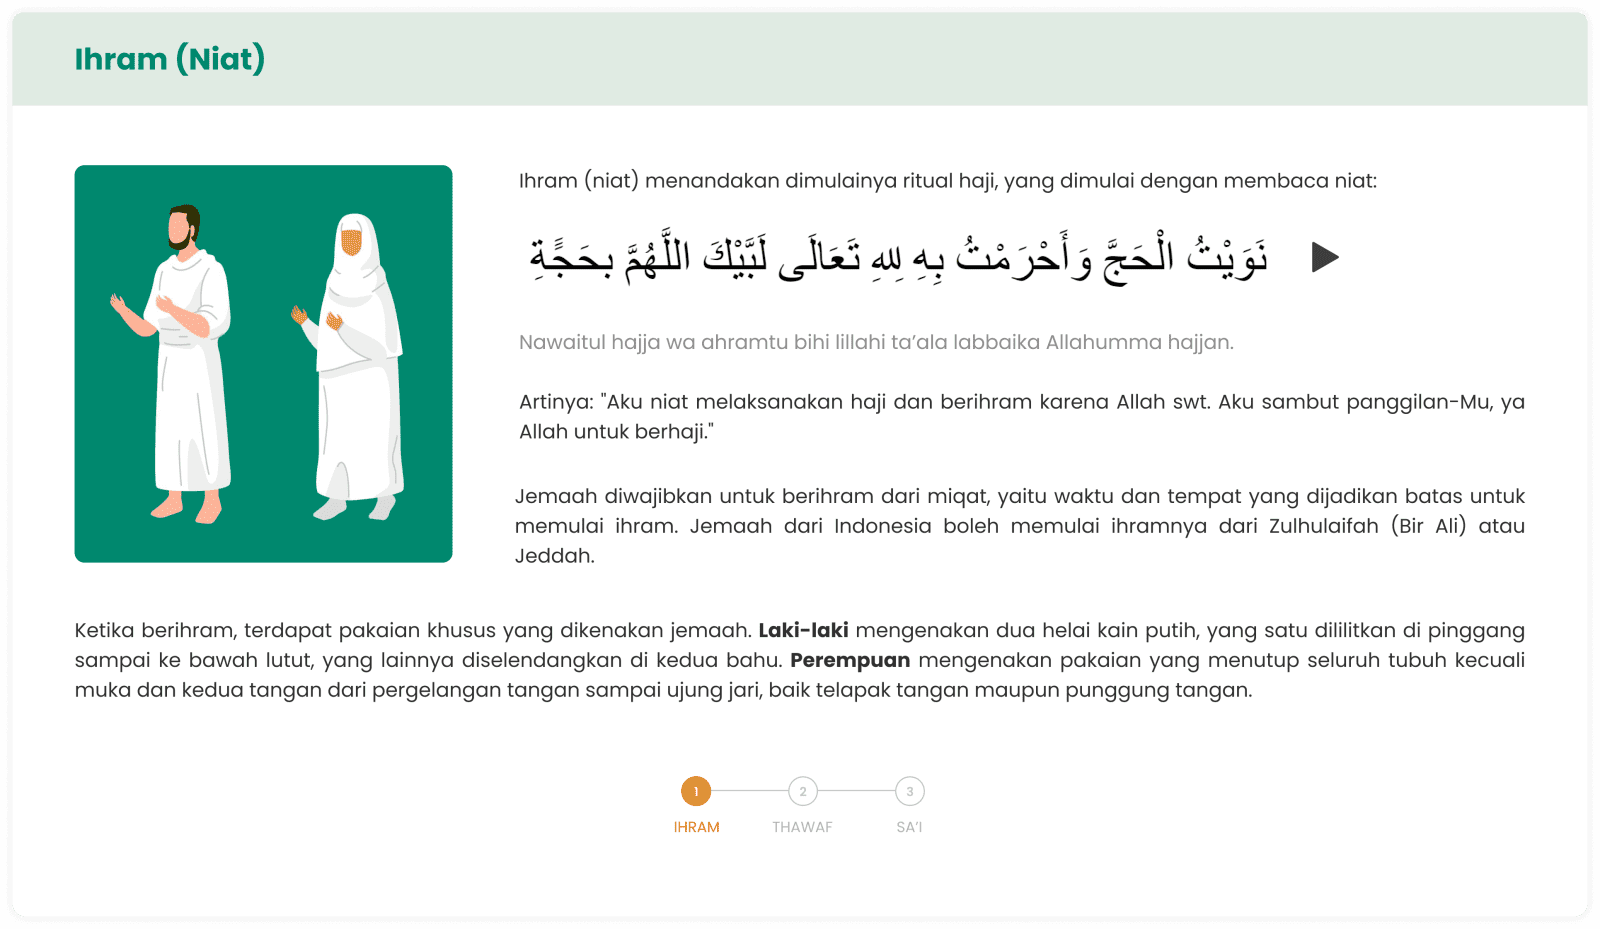 Ihram (Niat)
Ihram (niat) menandakan dimulainya ritual haji, yang dimulai dengan membaca niat:
نَوَيْتُ الْحَجَّ وَأَحْرَمْتُ بِهِ لِلهِ تَعَالَى لَبَّيْكَ اللَّهُمَّ بِحَجَّةٍ
Nawaitul hajja wa ahramtu bihi lillahi ta’ala labbaika Allahumma hajjan.
Artinya: "Aku niat melaksanakan haji dan berihram karena Allah swt. Aku sambut panggilan-Mu, ya
Allah untuk berhaji."
Jemaah diwajibkan untuk berihram dari miqat, yaitu waktu dan tempat yang dijadikan batas untuk
memulai ihram. Jemaah dari Indonesia boleh memulai ihramnya dari Zulhulaifah (Bir Ali) atau
Jeddah.
Ketika berihram, terdapat pakaian khusus yang dikenakan jemaah. Laki-laki mengenakan dua helai kain putih, yang satu dililitkan di pinggang
sampai ke bawah lutut, yang lainnya diselendangkan di kedua bahu. Perempuan mengenakan pakaian yang menutup seluruh tubuh kecuali
muka dan kedua tangan dari pergelangan tangan sampai ujung jari, baik telapak tangan maupun punggung tangan.
1 2 3
IHRAM THAWAF SA’I